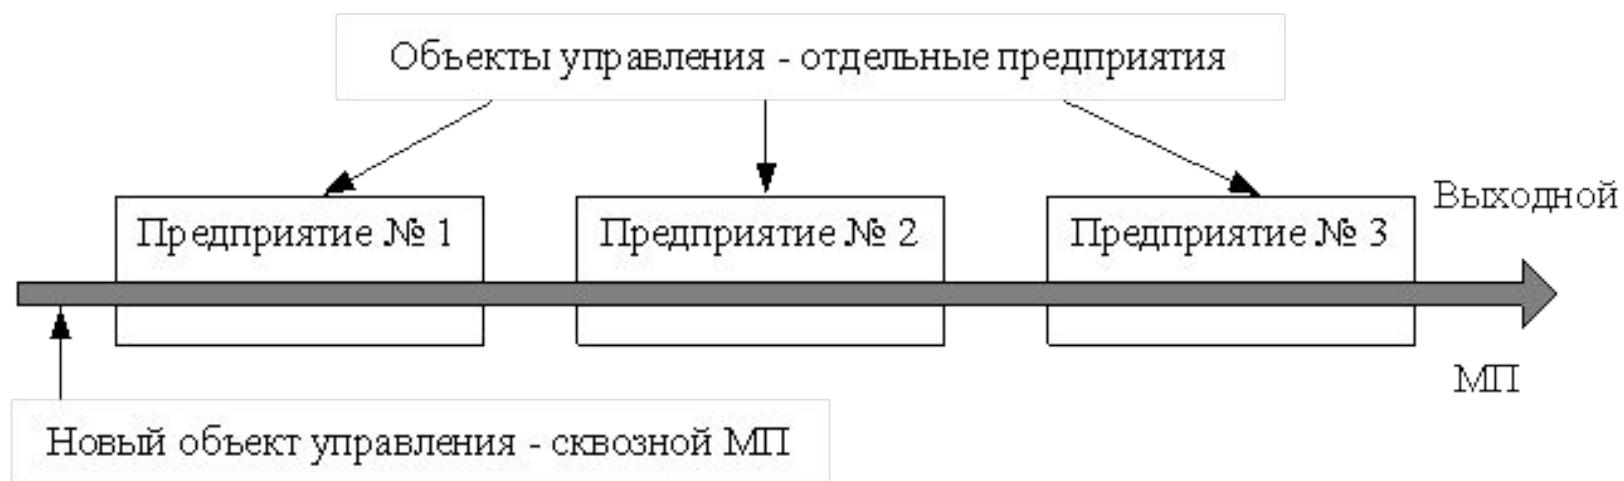 Объекты управления - отдельные предприятия
Выходной
Предприятие № 1
Предприятие № 2
Предприятие № 3
МП
Новый объект управления - сквозной МП